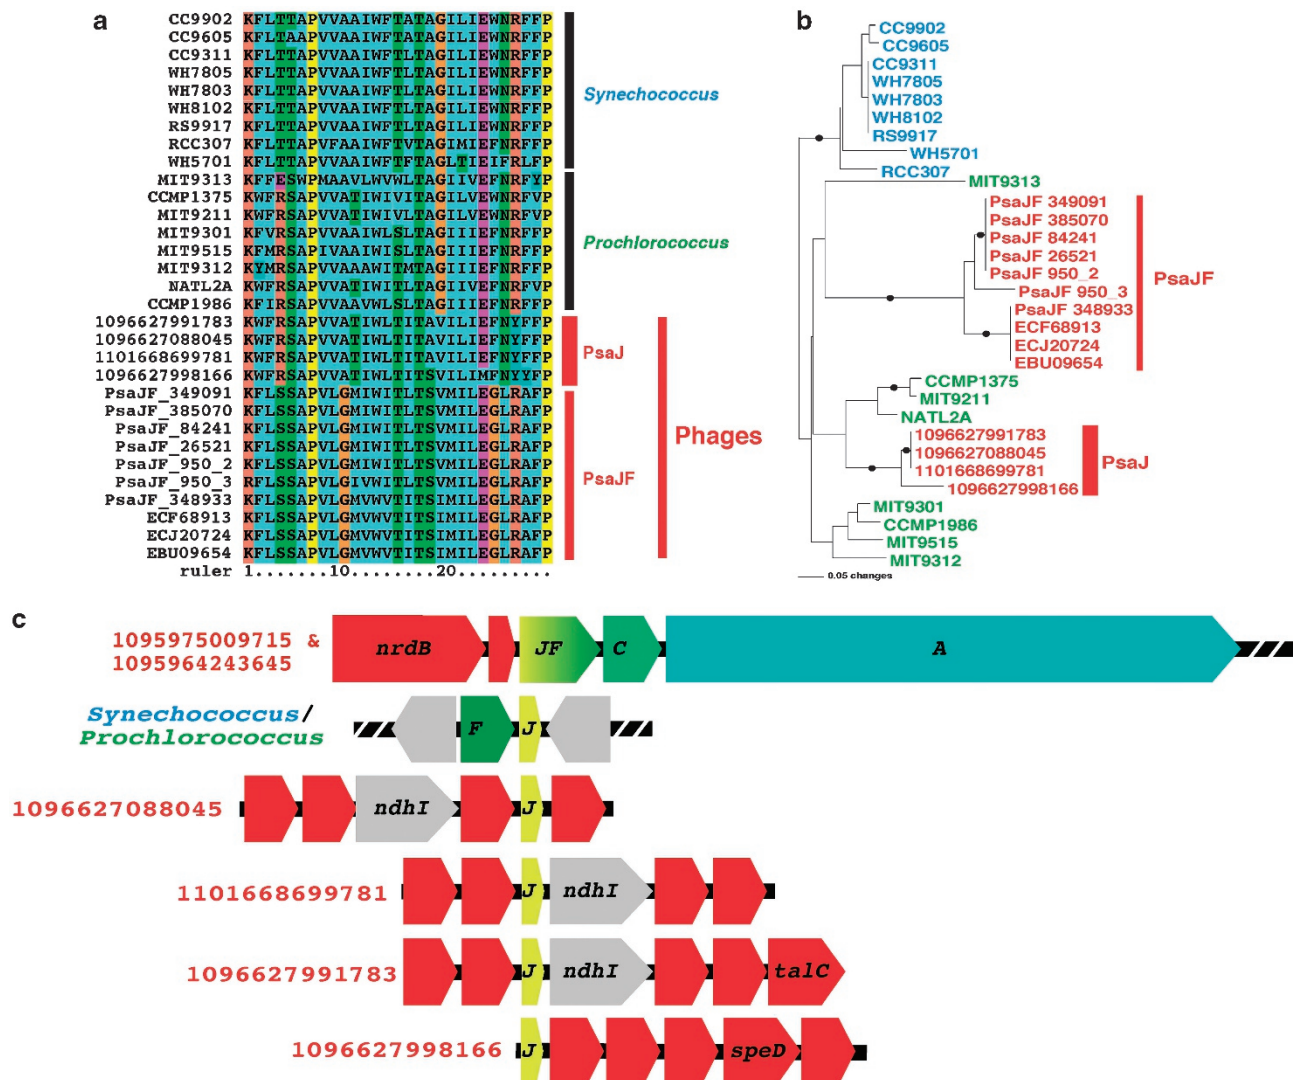 a
CC9902 KFLTTAPVVAAIWFTATAGILIEWNRFFP
CC9605 KFLTAAPVVAAIWFTATAGILIEWNRFFP
CC9311 KFLTTAPVVAAIWFTLTAGILIEWNRFFP
WH7805 KFLTTAPVVAAIWFTLTAGILIEWNRFFP
WH7803 KFLTTAPVVAAIWFTLTAGILIEWNRFFP
WH8102 KFLTTAPVVAAIWFTLTAGILIEWNRFFP
RS9917 KFLTTAPVVAAIWFTLTAGILIEWNRFFP
RCC307 KFLTTAPVFAAIWFTVTAGIMIEWNRFFP
WH5701 KFLTTAPVVAAIWFTFTAGLTIEIFRLFP
MIT9313 KFFESWPMAAVLWVWLTAGIIVEFNRFYP
CCMP1375 KWFRSAPVVATIWIVITAGILVEWNRFVP
MIT9211 KWFRSAPVVATIWIVLTAGVLIEFNRFVP
MIT9301 KFVRSAPVVAAIWLSLTAGIIIEFNRFFP
MIT9515 KFMRSAPIVAAIWLSLTAGIIIEFNRFFP
MIT9312 KYMRSAPVVAAAWITMTAGIIIEFNRFFP
NATL2A KWFRSAPVVATIWITLTAGIIIEFNRFVP
CCMP1986 KFIRSAPVVAAVWLSLTAGIIIEFNRFFP
1096627991783 KWFRSAPVVATIWLTITAVILIEFNYFFP
1096627088045 KWFRSAPVVATIWLTITAVILIEFNYFFP
1101668699781 KWFRSAPVVATIWLTITAVILIEFNYFFP
1096627998166 KWFRSAPVVATIWLTITSVILIMFNYYFP
PsaJF_349091 KFLSSAPVLGMIWITLTSVMILEGLRAFP
PsaJF_385070 KFLSSAPVLGMIWITLTSVMILEGLRAFP
PsaJF_84241 KFLSSAPVLGMIWITLTSVMILEGLRAFP
PsaJF_26521 KFLSSAPVLGMIWITLTSVMILEGLRAFP
PsaJF_950_2 KFLSSAPVLGMIWITLTSVMILEGLRAFP
PsaJF_950_3 RFLSSAPVLGIVWITLTSVMILEGLRAFP
PsaJF_348933 KFLSSAPVLGMVWVTITSIMILEGLRAFP
ECF68913 KFLSSAPVLGMVWVTITSIMILEGLRAFP
ECJ20724 KFLSSAPVLGMVWVTITSIMILEGLRAFP
EBU09654 KFLSSAPVLGMVWVTITSIMILEGLRAFP
ruler 1.......10........20.........
Synechococcus
Prochlorococcus
PsaJ
PsaJF
Phages
b
CC9902
CC9605
CC9311
WH7805
WH7803
WH8102
RS9917
WH5701
RCC307
MIT9313
PsaJF 349091
PsaJF 385070
PsaJF 84241
PsaJF 26521
PsaJF 950_2
PsaJF 950_3
PsaJF 348933
ECF68913
ECJ20724
EBU09654
PsaJF
CCMP1375
MIT9211
NATL2A
1096627991783
1096627088045
1101668699781
1096627998166
PsaJ
MIT9301
CCMP1986
MIT9515
MIT9312
0.05 changes
c
1095975009715 &
1095964243645
nrdB JF C A
Synechococcus/
Prochlorococcus
F J
1096627088045 ndhI J
1101668699781 J ndhI
1096627991783 J ndhI talC
1096627998166 J speD